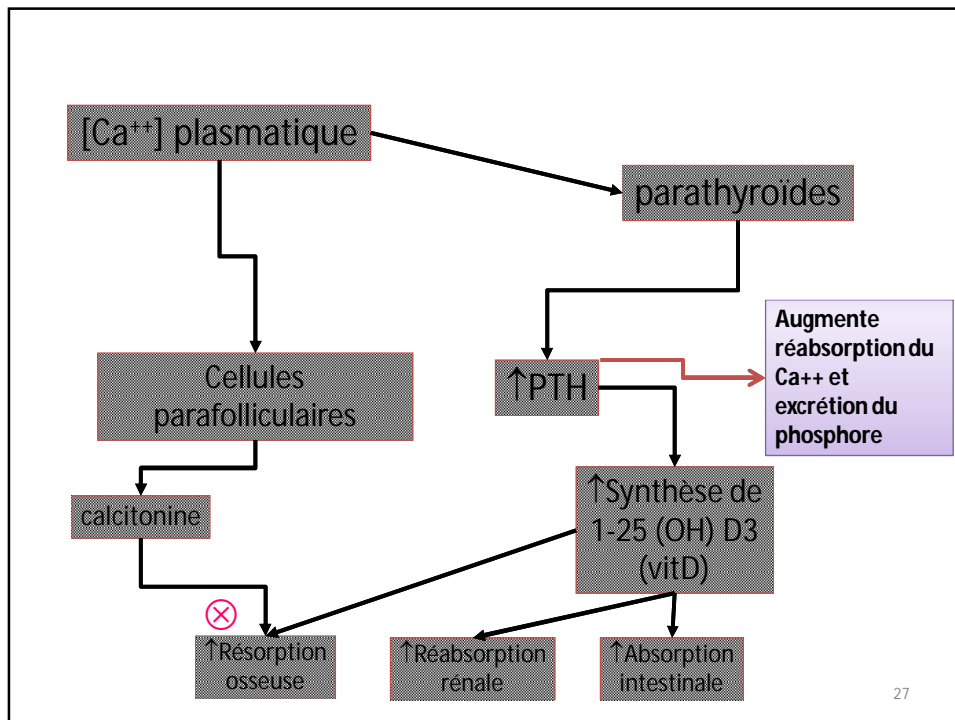 [Ca++] plasmatique
parathyroïdes
Augmente
réabsorption du
Ca++ et
excrétion du
phosphore
Cellules
parafolliculaires
↑PTH
calcitonine
↑Synthèse de
1-25 (OH) D3
(vitD)
↑Résorption
osseuse
↑Réabsorption
rénale
↑Absorption
intestinale
27